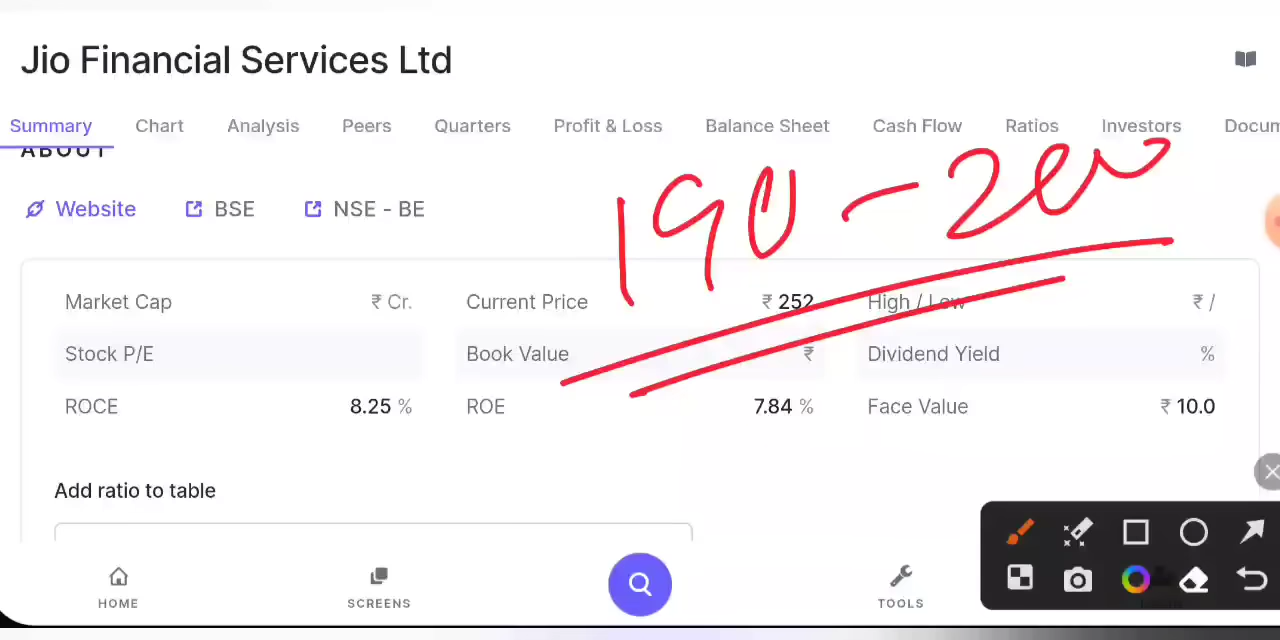 Jio Financial Services Ltd
Summary Chart Analysis Peers Quarters Profit & Loss Balance Sheet Cash Flow Ratios Investors Docum
ABOUT
190 - 200
Website BSE NSE - BE
Market Cap ₹ Cr. Current Price ₹ 252 High / Low ₹ /
Stock P/E Book Value ₹ Dividend Yield %
ROCE 8.25 % ROE 7.84 % Face Value ₹ 10.0
Add ratio to table
HOME SCREENS TOOLS